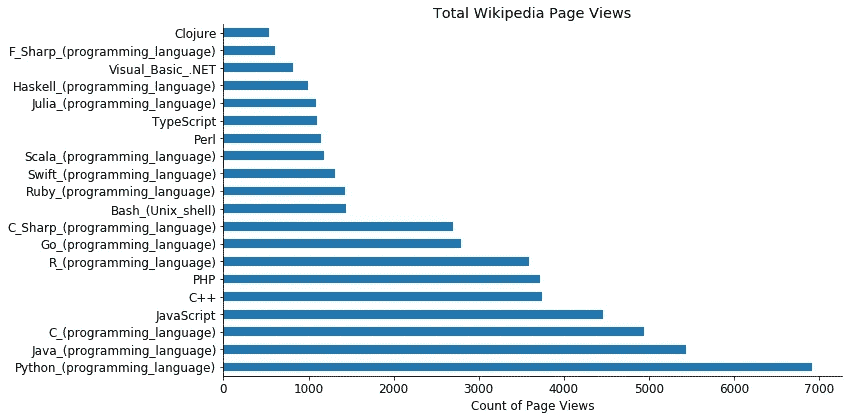 Total Wikipedia Page Views
Clojure
F_Sharp_(programming_language)
Visual_Basic_.NET
Haskell_(programming_language)
Julia_(programming_language)
TypeScript
Perl
Scala_(programming_language)
Swift_(programming_language)
Ruby_(programming_language)
Bash_(Unix_shell)
C_Sharp_(programming_language)
Go_(programming_language)
R_(programming_language)
PHP
C++
JavaScript
C_(programming_language)
Java_(programming_language)
Python_(programming_language)
0 1000 2000 3000 4000 5000 6000 7000
Count of Page Views